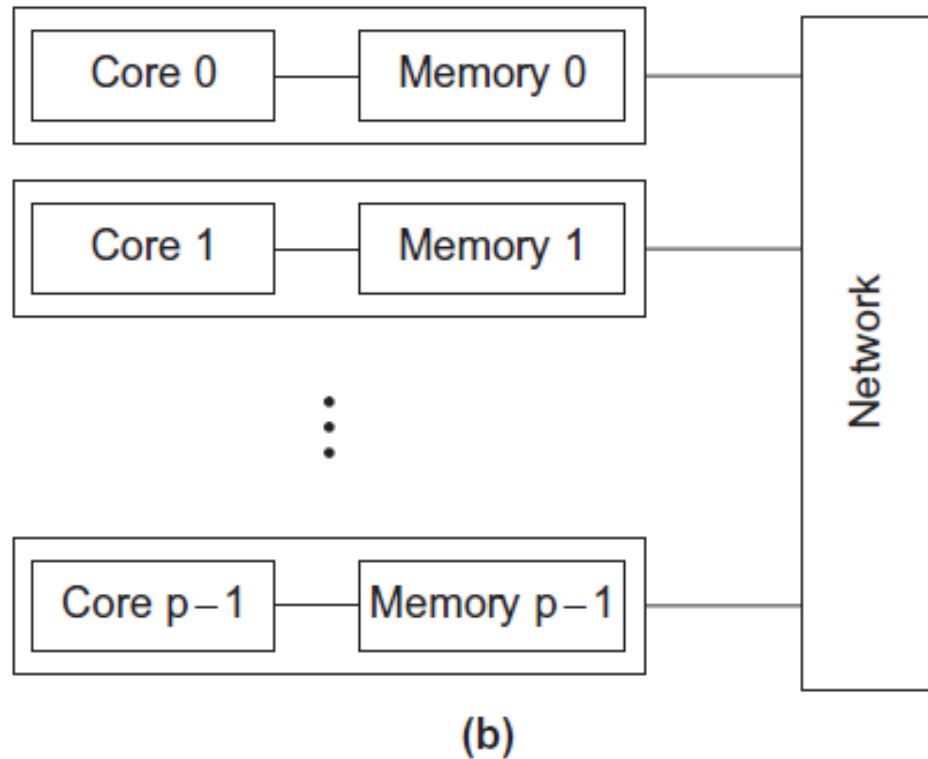 Core 0
Memory 0
Core 1
Memory 1
Network
Core p−1
Memory p−1
(b)